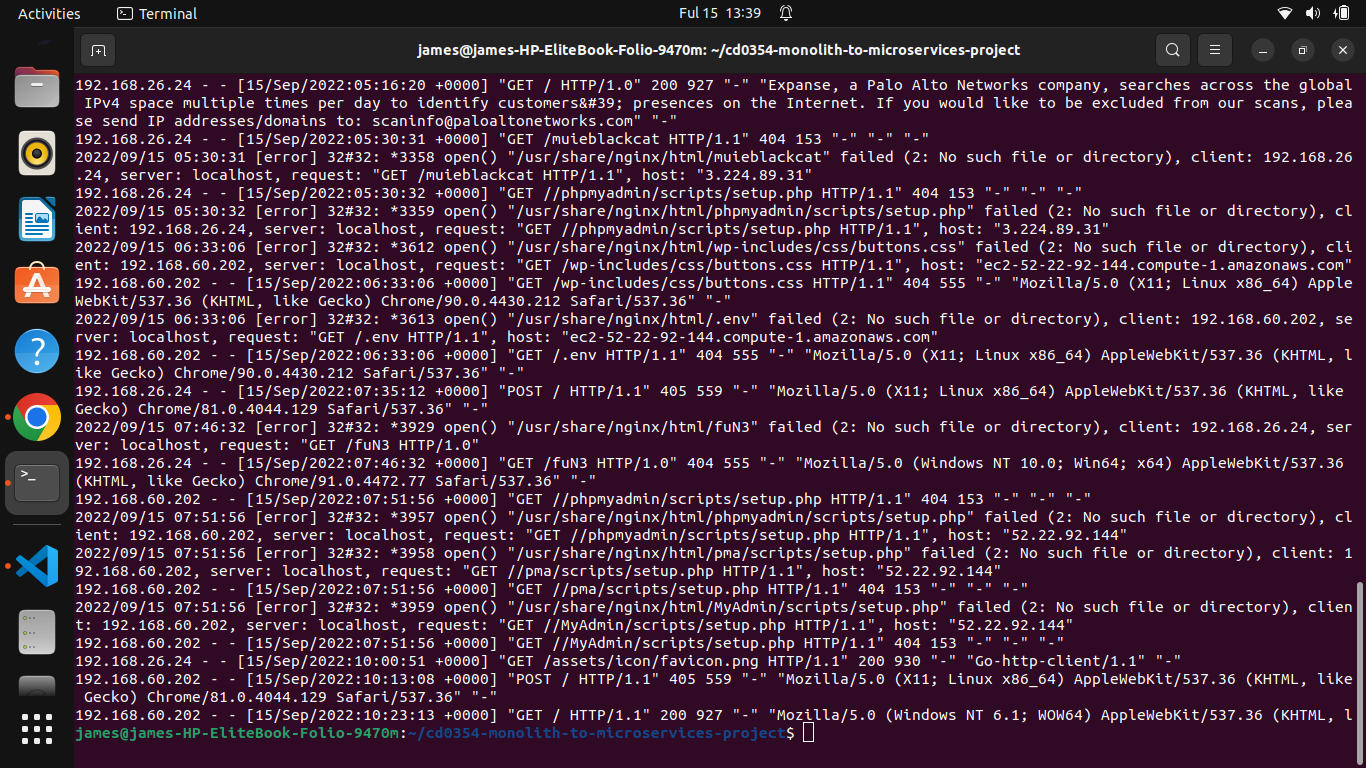 Activities
Terminal
Ful 15 13:39
james@james-HP-EliteBook-Folio-9470m: ~/cd0354-monolith-to-microservices-project
192.168.26.24 - - [15/Sep/2022:05:16:20 +0000] "GET / HTTP/1.0" 200 927 "-" "Expanse, a Palo Alto Networks company, searches across the global
 IPv4 space multiple times per day to identify customers&#39; presences on the Internet. If you would like to be excluded from our scans, plea
se send IP addresses/domains to: scaninfo@paloaltonetworks.com" "-"
192.168.26.24 - - [15/Sep/2022:05:30:31 +0000] "GET /muieblackcat HTTP/1.1" 404 153 "-" "-" "-"
2022/09/15 05:30:31 [error] 32#32: *3358 open() "/usr/share/nginx/html/muieblackcat" failed (2: No such file or directory), client: 192.168.26
.24, server: localhost, request: "GET /muieblackcat HTTP/1.1", host: "3.224.89.31"
192.168.26.24 - - [15/Sep/2022:05:30:32 +0000] "GET //phpmyadmin/scripts/setup.php HTTP/1.1" 404 153 "-" "-" "-"
2022/09/15 05:30:32 [error] 32#32: *3359 open() "/usr/share/nginx/html/phpmyadmin/scripts/setup.php" failed (2: No such file or directory), cl
ient: 192.168.26.24, server: localhost, request: "GET //phpmyadmin/scripts/setup.php HTTP/1.1", host: "3.224.89.31"
2022/09/15 06:33:06 [error] 32#32: *3612 open() "/usr/share/nginx/html/wp-includes/css/buttons.css" failed (2: No such file or directory), cli
ent: 192.168.60.202, server: localhost, request: "GET /wp-includes/css/buttons.css HTTP/1.1", host: "ec2-52-22-92-144.compute-1.amazonaws.com"
192.168.60.202 - - [15/Sep/2022:06:33:06 +0000] "GET /wp-includes/css/buttons.css HTTP/1.1" 404 555 "-" "Mozilla/5.0 (X11; Linux x86_64) Apple
WebKit/537.36 (KHTML, like Gecko) Chrome/90.0.4430.212 Safari/537.36" "-"
2022/09/15 06:33:06 [error] 32#32: *3613 open() "/usr/share/nginx/html/.env" failed (2: No such file or directory), client: 192.168.60.202, se
rver: localhost, request: "GET /.env HTTP/1.1", host: "ec2-52-22-92-144.compute-1.amazonaws.com"
192.168.60.202 - - [15/Sep/2022:06:33:06 +0000] "GET /.env HTTP/1.1" 404 555 "-" "Mozilla/5.0 (X11; Linux x86_64) AppleWebKit/537.36 (KHTML, l
ike Gecko) Chrome/90.0.4430.212 Safari/537.36" "-"
192.168.60.202 - - [15/Sep/2022:07:35:12 +0000] "POST / HTTP/1.1" 405 559 "-" "Mozilla/5.0 (X11; Linux x86_64) AppleWebKit/537.36 (KHTML, like
Gecko) Chrome/81.0.4044.129 Safari/537.36" "-"
2022/09/15 07:46:32 [error] 32#32: *3929 open() "/usr/share/nginx/html/fuN3" failed (2: No such file or directory), client: 192.168.26.24, ser
ver: localhost, request: "GET /fuN3 HTTP/1.0"
192.168.26.24 - - [15/Sep/2022:07:46:32 +0000] "GET /fuN3 HTTP/1.0" 404 555 "-" "Mozilla/5.0 (Windows NT 10.0; Win64; x64) AppleWebKit/537.36
(KHTML, like Gecko) Chrome/91.0.4472.77 Safari/537.36" "-"
192.168.60.202 - - [15/Sep/2022:07:51:56 +0000] "GET //phpmyadmin/scripts/setup.php HTTP/1.1" 404 153 "-" "-" "-"
2022/09/15 07:51:56 [error] 32#32: *3957 open() "/usr/share/nginx/html/phpmyadmin/scripts/setup.php" failed (2: No such file or directory), cl
ient: 192.168.60.202, server: localhost, request: "GET //phpmyadmin/scripts/setup.php HTTP/1.1", host: "52.22.92.144"
2022/09/15 07:51:56 [error] 32#32: *3958 open() "/usr/share/nginx/html/pma/scripts/setup.php" failed (2: No such file or directory), client: 1
92.168.60.202, server: localhost, request: "GET //pma/scripts/setup.php HTTP/1.1", host: "52.22.92.144"
192.168.60.202 - - [15/Sep/2022:07:51:56 +0000] "GET //pma/scripts/setup.php HTTP/1.1" 404 153 "-" "-" "-"
2022/09/15 07:51:56 [error] 32#32: *3959 open() "/usr/share/nginx/html/MyAdmin/scripts/setup.php" failed (2: No such file or directory), clien
t: 192.168.60.202, server: localhost, request: "GET //MyAdmin/scripts/setup.php HTTP/1.1", host: "52.22.92.144"
192.168.60.202 - - [15/Sep/2022:07:51:56 +0000] "GET //MyAdmin/scripts/setup.php HTTP/1.1" 404 153 "-" "-" "-"
192.168.26.24 - - [15/Sep/2022:10:00:51 +0000] "GET /assets/icon/favicon.png HTTP/1.1" 200 930 "-" "Go-http-client/1.1" "-"
192.168.60.202 - - [15/Sep/2022:10:13:08 +0000] "POST / HTTP/1.1" 405 559 "-" "Mozilla/5.0 (X11; Linux x86_64) AppleWebKit/537.36 (KHTML, like
 Gecko) Chrome/81.0.4044.129 Safari/537.36" "-"
192.168.60.202 - - [15/Sep/2022:10:23:13 +0000] "GET / HTTP/1.1" 200 927 "-" "Mozilla/5.0 (Windows NT 6.1; WOW64) AppleWebKit/537.36 (KHTML, l
james@james-HP-EliteBook-Folio-9470m:~/cd0354-monolith-to-microservices-project$